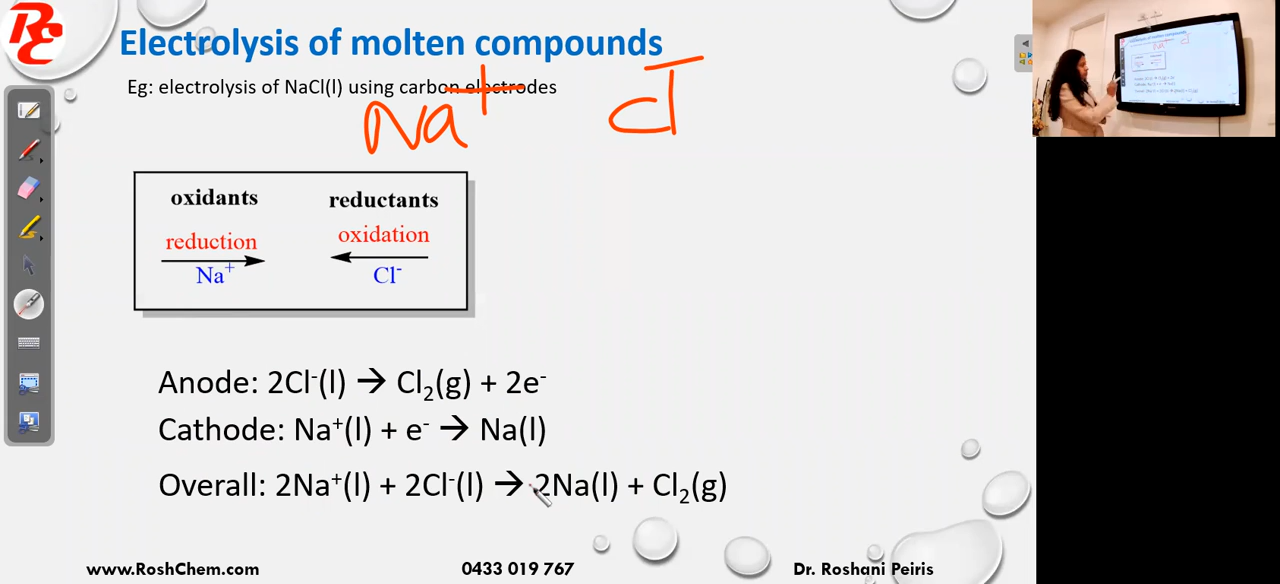 RC
Electrolysis of molten compounds
Eg: electrolysis of NaCl(l) using carbon electrodes
Na⁺ Cl⁻
oxidants reductants
reduction oxidation
Na⁺ Cl⁻
Anode: 2Cl⁻(l) → Cl₂(g) + 2e⁻
Cathode: Na⁺(l) + e⁻ → Na(l)
Overall: 2Na⁺(l) + 2Cl⁻(l) → 2Na(l) + Cl₂(g)
www.RoshChem.com 0433 019 767 Dr. Roshani Peiris